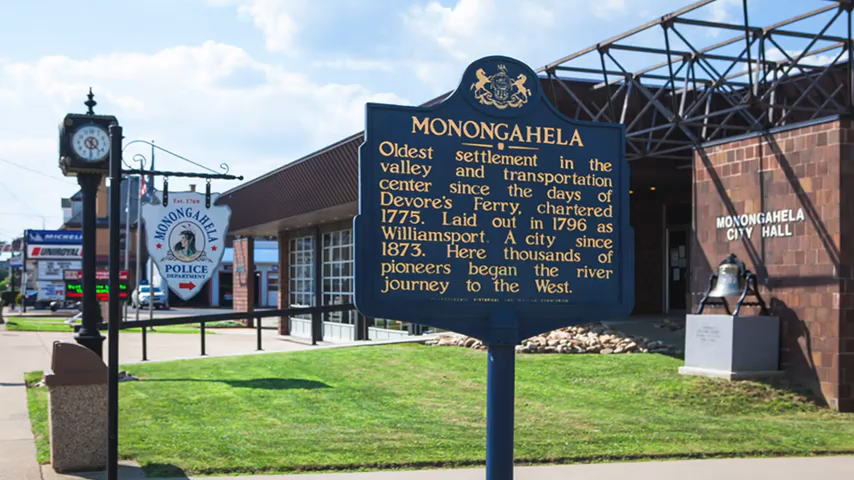 MONONGAHELA
Oldest settlement in the
valley and transportation
center since the days of
Devore's Ferry, chartered
1775. Laid out in 1796 as
Williamsport. A city since
1873. Here thousands of
pioneers began the river
journey to the West.
Est. 1769
MONONGAHELA
POLICE
DEPARTMENT
MICHELIN
UNIROYAL
MONONGAHELA
CITY HALL